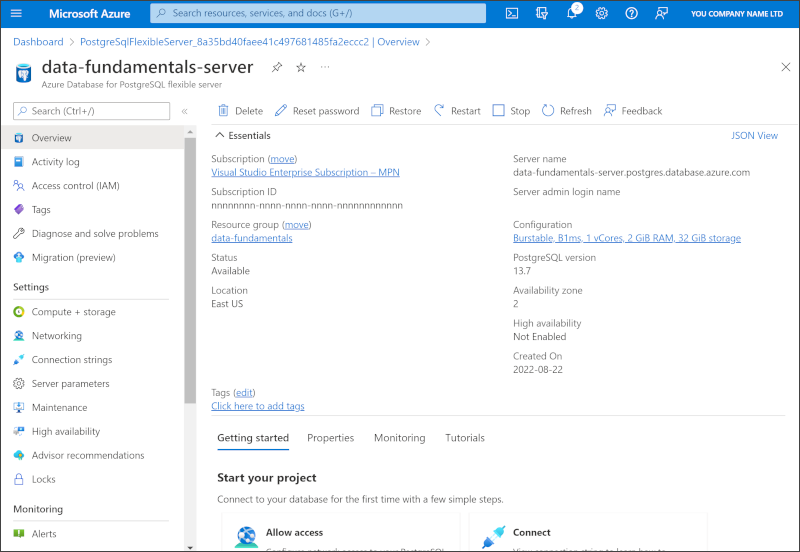 Microsoft Azure
Search resources, services, and docs (G+/)
2
YOU COMPANY NAME LTD
Dashboard > PostgreSqlFlexibleServer_8a35bd40faee41c497681485fa2eccc2 | Overview >
data-fundamentals-server
Azure Database for PostgreSQL flexible server
Search (Ctrl+/)
Overview
Activity log
Access control (IAM)
Tags
Diagnose and solve problems
Migration (preview)
Settings
Compute + storage
Networking
Connection strings
Server parameters
Maintenance
High availability
Advisor recommendations
Locks
Monitoring
Alerts
Delete
Reset password
Restore
Restart
Stop
Refresh
Feedback
Essentials
JSON View
Subscription (move)
Visual Studio Enterprise Subscription – MPN
Subscription ID
nnnnnnnn-nnnn-nnnn-nnnn-nnnnnnnnnnnn
Resource group (move)
data-fundamentals
Status
Available
Location
East US
Server name
data-fundamentals-server.postgres.database.azure.com
Server admin login name
Configuration
Burstable, B1ms, 1 vCores, 2 GiB RAM, 32 GiB storage
PostgreSQL version
13.7
Availability zone
2
High availability
Not Enabled
Created On
2022-08-22
Tags (edit)
Click here to add tags
Getting started
Properties
Monitoring
Tutorials
Start your project
Connect to your database for the first time with a few simple steps.
Allow access
Connect